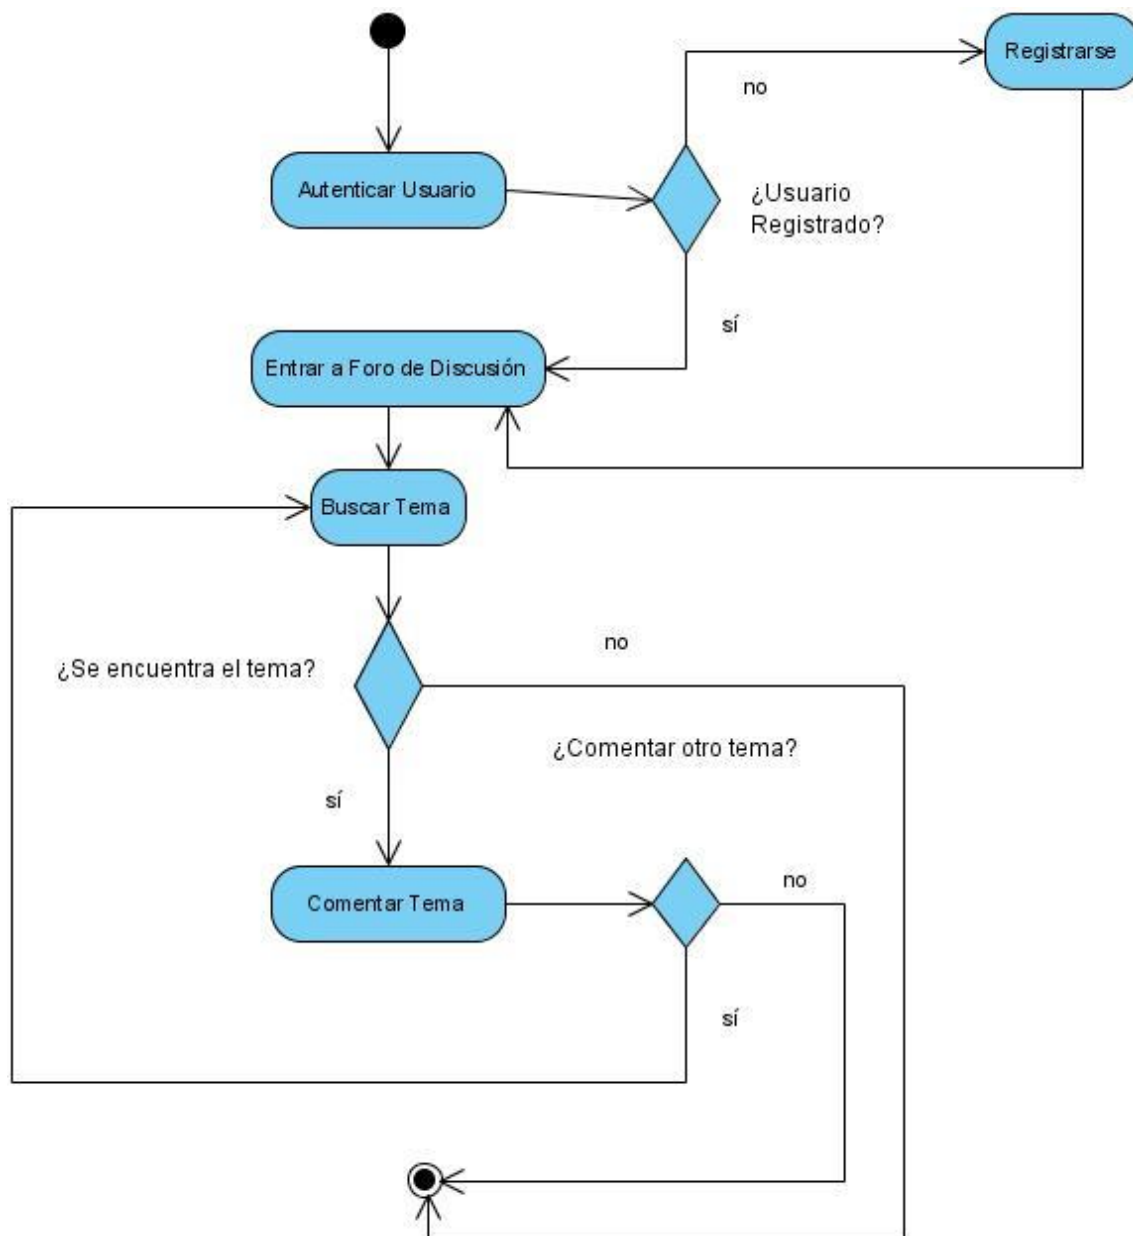 Registrarse
no
Autenticar Usuario
¿Usuario
Registrado?
sí
Entrar a Foro de Discusión
Buscar Tema
no
¿Se encuentra el tema?
¿Comentar otro tema?
sí
Comentar Tema
no
sí